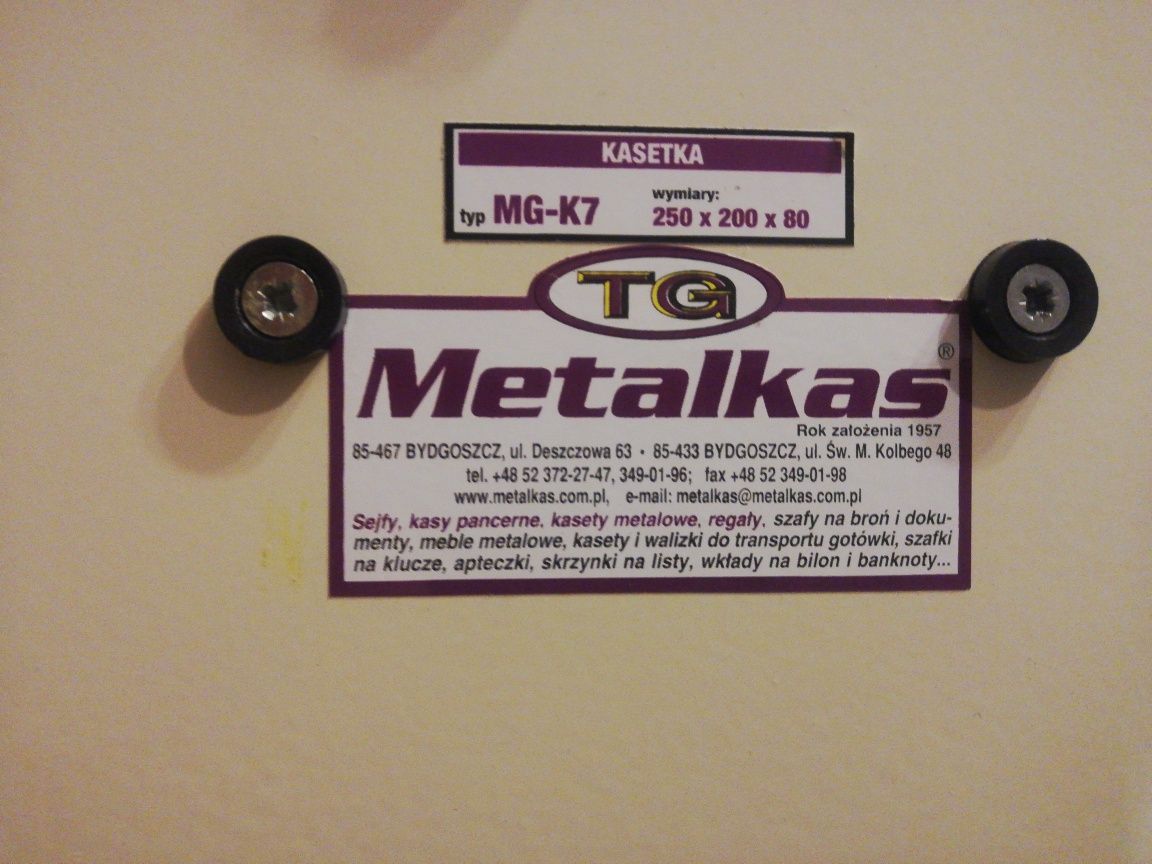 KASETKA
typ MG-K7 wymiary:
250 x 200 x 80
TG
Metalkas ®
Rok założenia 1957
85-467 BYDGOSZCZ, ul. Deszczowa 63 • 85-433 BYDGOSZCZ, ul. Św. M. Kolbego 48
tel. +48 52 372-27-47, 349-01-96; fax +48 52 349-01-98
www.metalkas.com.pl, e-mail: metalkas@metalkas.com.pl
Sejfy, kasy pancerne, kasety metalowe, regały, szafy na broń i doku-
menty, meble metalowe, kasety i walizki do transportu gotówki, szafki
na klucze, apteczki, skrzynki na listy, wkłady na bilon i banknoty...